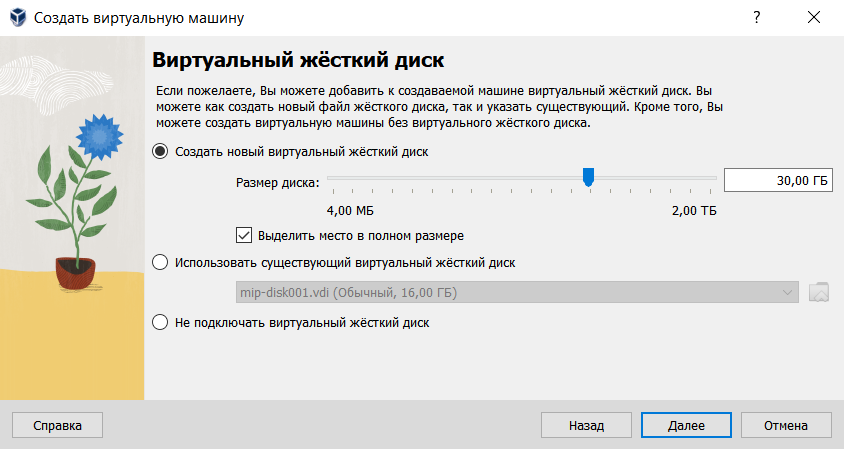 Создать виртуальную машину
Виртуальный жёсткий диск
Если пожелаете, Вы можете добавить к создаваемой машине виртуальный жёсткий диск. Вы
можете как создать новый файл жёсткого диска, так и указать существующий. Кроме того, Вы
можете создать виртуальную машины без виртуального жёсткого диска.
Создать новый виртуальный жёсткий диск
Размер диска:
30,00 ГБ
4,00 МБ
2,00 ТБ
Выделить место в полном размере
Использовать существующий виртуальный жёсткий диск
mip-disk001.vdi (Обычный, 16,00 ГБ)
Не подключать виртуальный жёсткий диск
Справка
Назад
Далее
Отмена